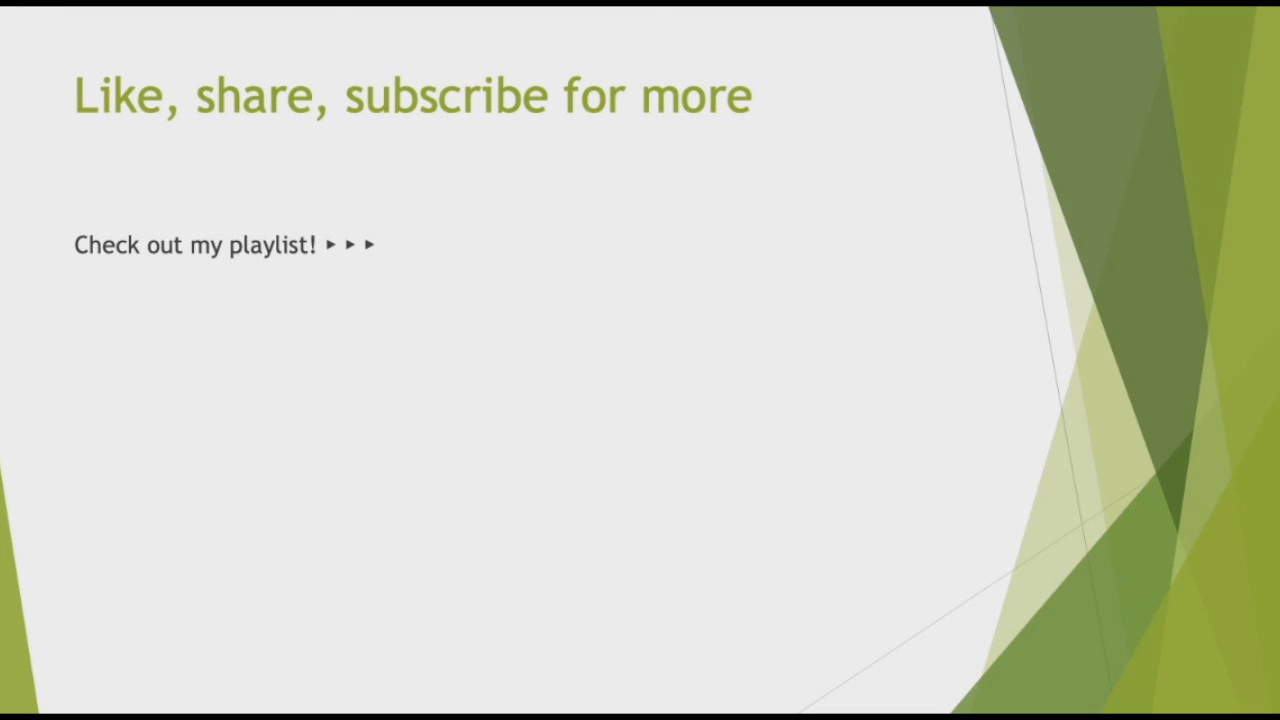 Like, share, subscribe for more
Check out my playlist! ▶ ▶ ▶